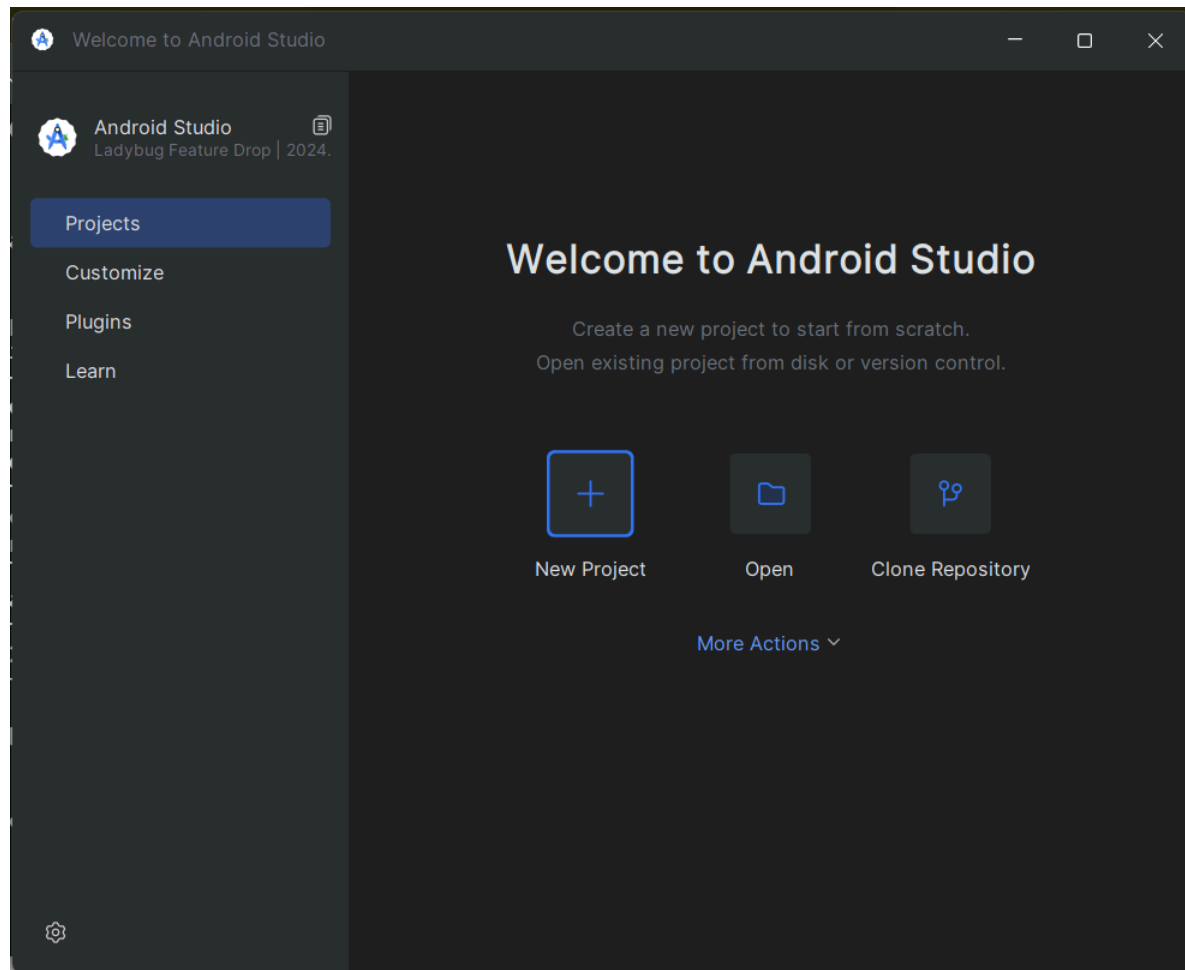 Welcome to Android Studio
Android Studio
Ladybug Feature Drop | 2024.
Projects
Customize
Plugins
Learn
Welcome to Android Studio
Create a new project to start from scratch.
Open existing project from disk or version control.
New Project
Open
Clone Repository
More Actions